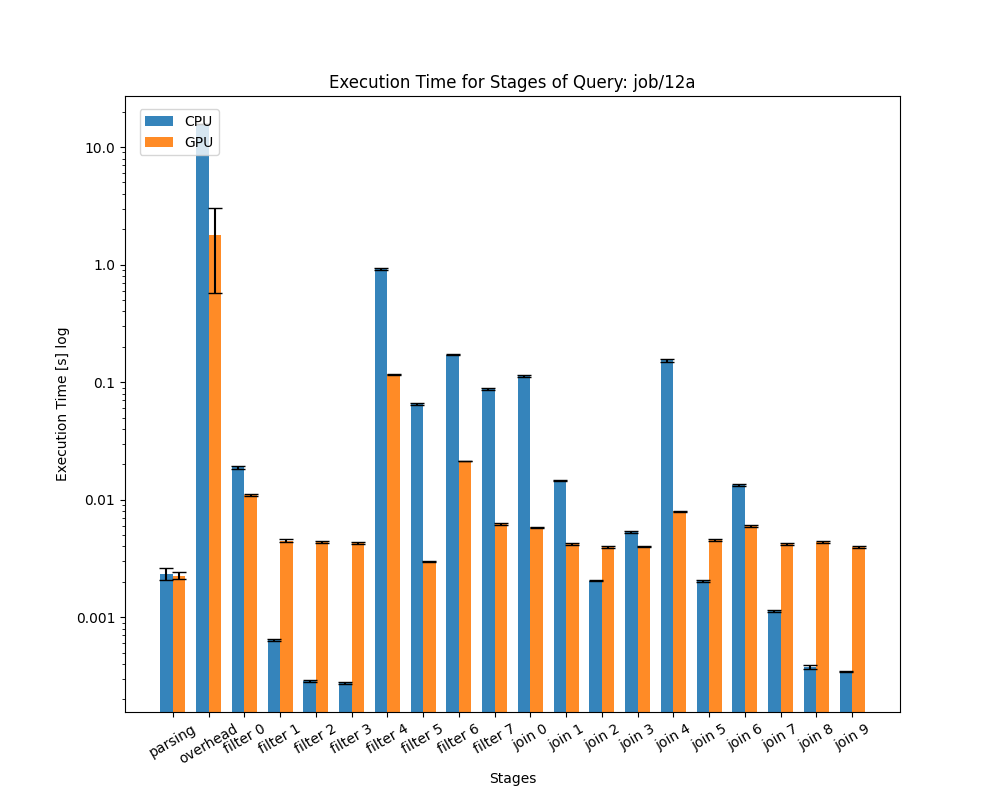 Execution Time for Stages of Query: job/12a
CPU
GPU
Execution Time [s] log
10.0
1.0
0.1
0.01
0.001
parsing
overhead
filter 0
filter 1
filter 2
filter 3
filter 4
filter 5
filter 6
filter 7
join 0
join 1
join 2
join 3
join 4
join 5
join 6
join 7
join 8
join 9
Stages